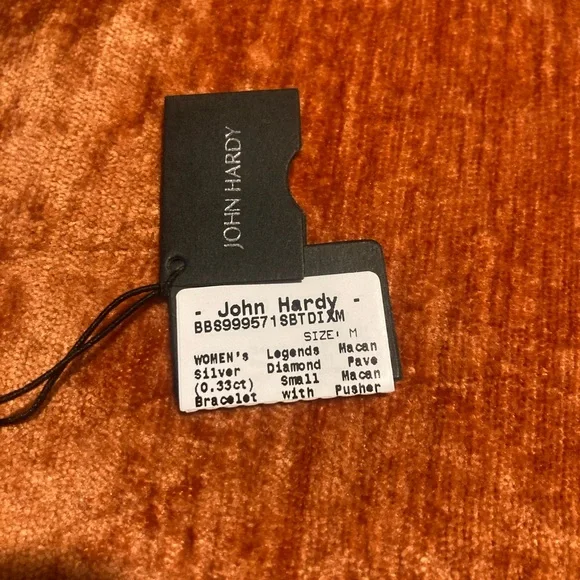 JOHN HARDY
- John Hardy -
BBS999571SBTDIXM
SIZE: M
WOMEN's Legends Macan
Silver Diamond Pave
(0.33ct) Small Macan
Bracelet with Pusher